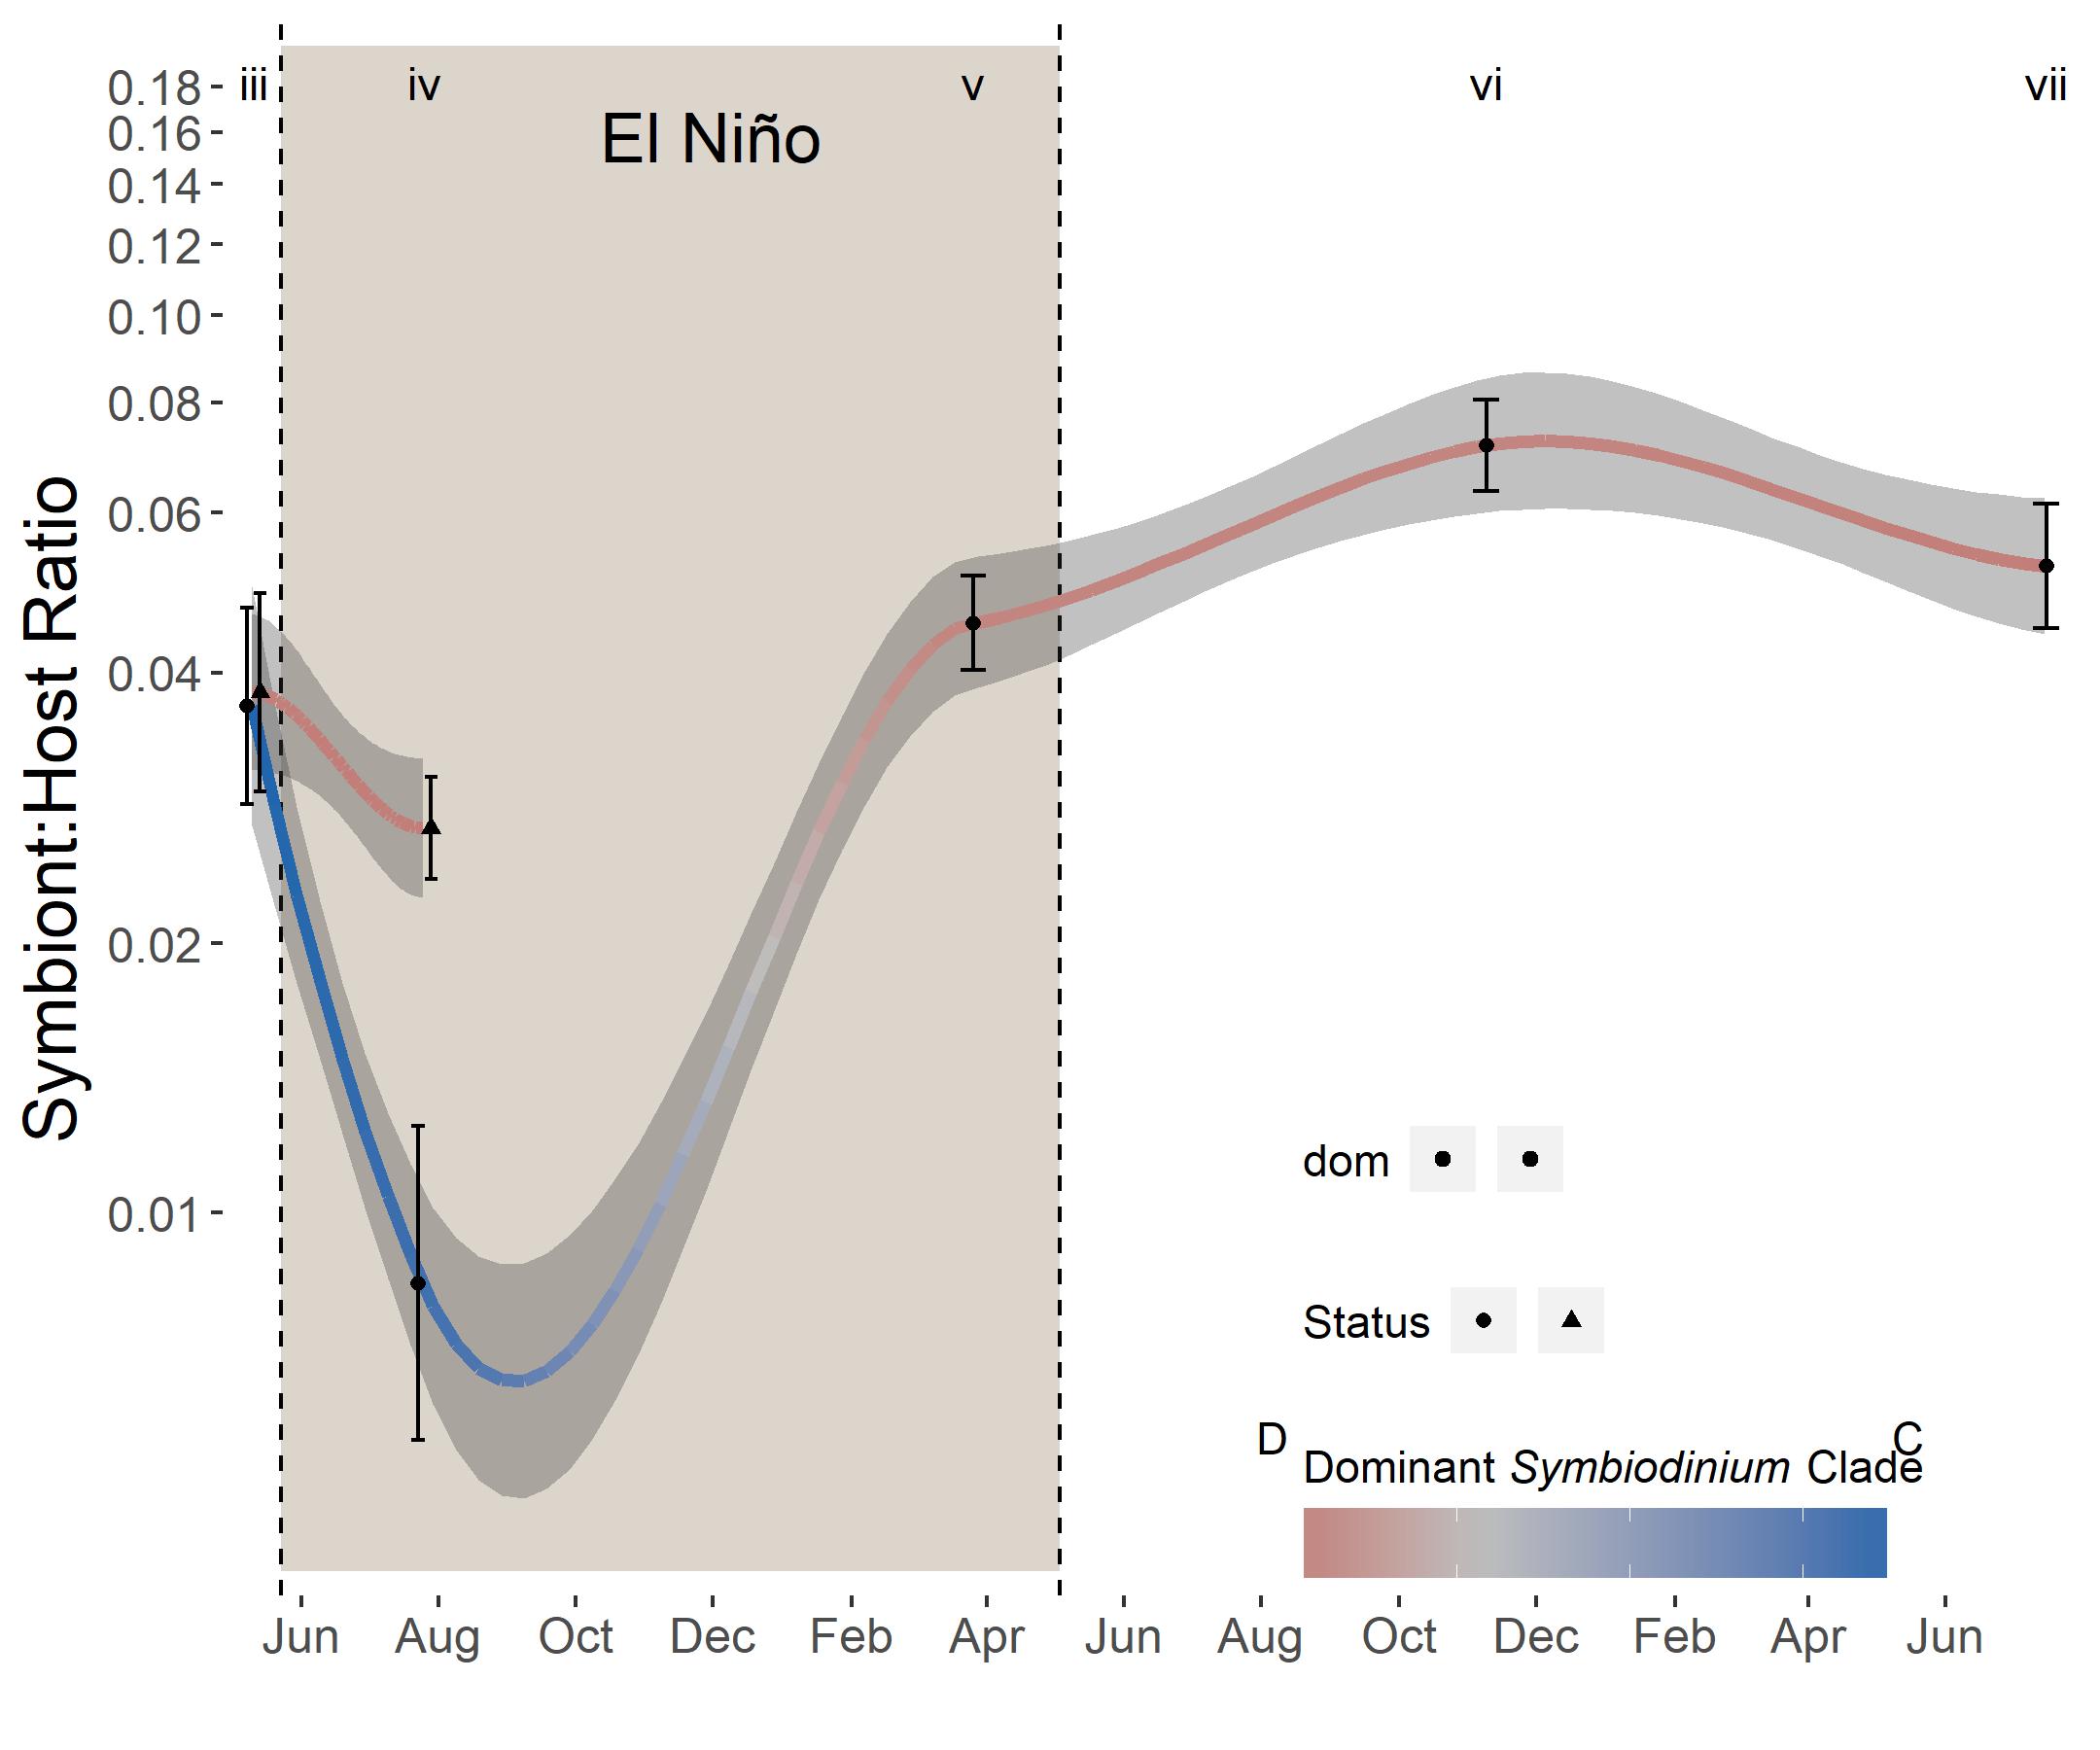 iii iv v vi vii
El Niño
0.18
0.16
0.14
0.12
0.10
0.08
0.06
0.04
0.02
0.01
Symbiont:Host Ratio
dom
Status
D C
Dominant Symbiodinium Clade
Jun Aug Oct Dec Feb Apr Jun Aug Oct Dec Feb Apr Jun